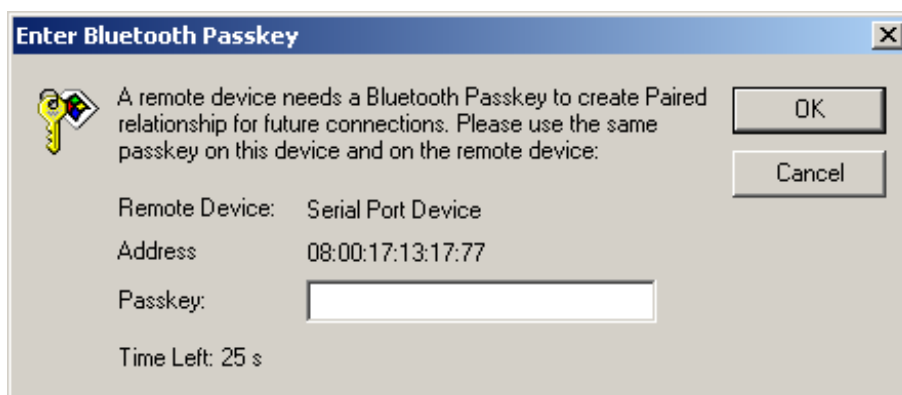 Enter Bluetooth Passkey
A remote device needs a Bluetooth Passkey to create Paired
relationship for future connections. Please use the same
passkey on this device and on the remote device:
OK
Cancel
Remote Device: Serial Port Device
Address 08:00:17:13:17:77
Passkey:
Time Left: 25 s